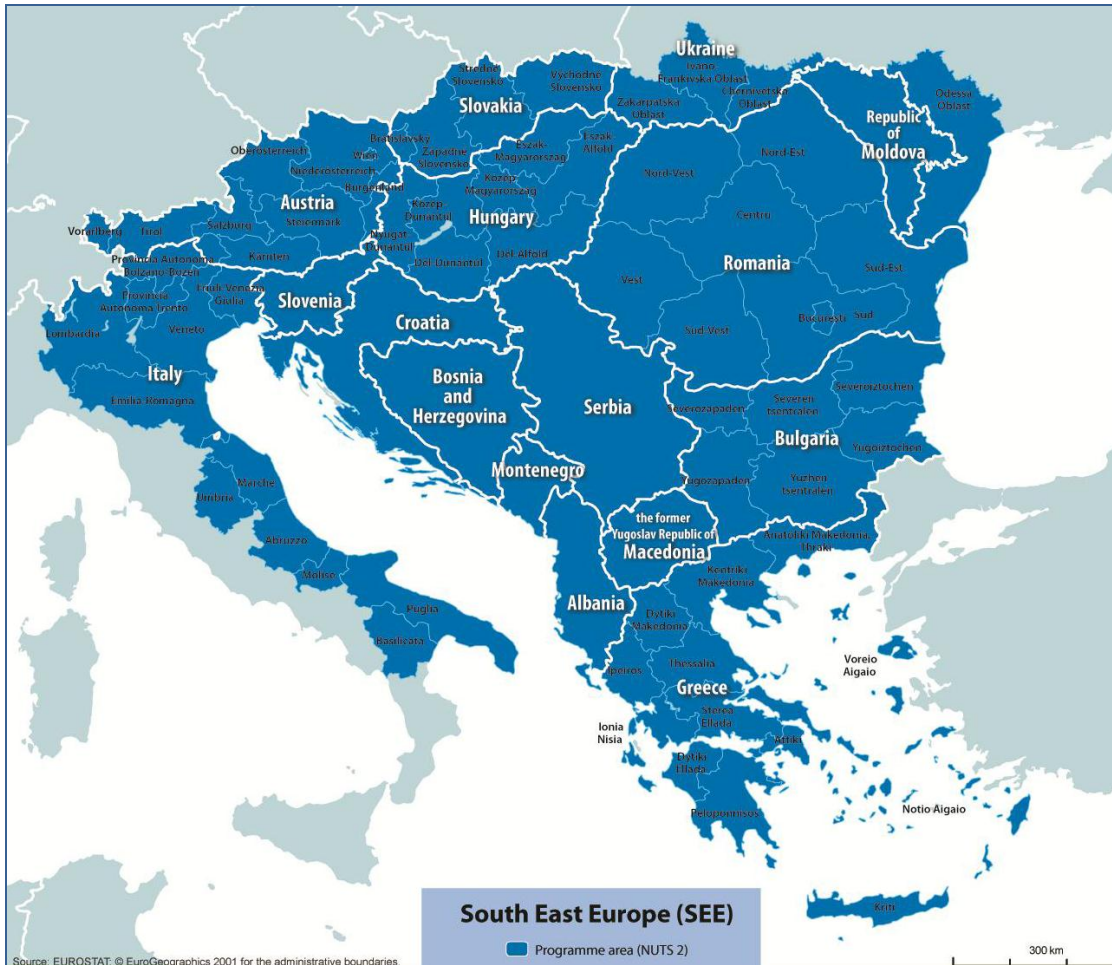 Ukraine
Ivano
Frankivska Oblast
Chernivetska
Oblast
Zakarpatska
Oblast
Odessa
Oblast
Republic
of
Moldova
Stredné
Slovensko
Východné
Slovensko
Slovakia
Bratislavský
Západné
Slovensko
Oberösterreich
Wien
Niederösterreich
Burgenland
Austria
Steiermark
Salzburg
Vorarlberg
Tirol
Kärnten
Észak-
Magyarország
Észak-
Alföld
Közép-
Magyarország
Közép-
Dunántúl
Hungary
Nyugat-
Dunántúl
Dél-Dunántúl
Dél-Alföld
Nord-Est
Nord-Vest
Centru
Romania
Sud-Est
Vest
Sud-Vest
Bucuresti
Sud
Provincia Autonoma
Bolzano-Bozen
Provincia
Autonoma Trento
Friuli-Venezia
Giulia
Lombardia
Veneto
Italy
Emilia-Romagna
Marche
Umbria
Abruzzo
Molise
Puglia
Basilicata
Slovenia
Croatia
Bosnia
and
Herzegovina
Serbia
Montenegro
Severoiztochen
Severozapaden
Severen
tsentralen
Bulgaria
Yugoiztochen
Yugozapaden
Yuzhen
tsentralen
the former
Yugoslav Republic of
Macedonia
Albania
Anatoliki Makedonia,
Thraki
Kentriki
Makedonia
Dytiki
Makedonia
Ipeiros
Thessalia
Greece
Voreio
Aigaio
Ionia
Nisia
Sterea
Ellada
Attiki
Dytiki
Ellada
Peloponnisos
Notio Aigaio
Kriti
South East Europe (SEE)
Programme area (NUTS 2)
300 km
Source: EUROSTAT; © EuroGeographics 2001 for the administrative boundaries.